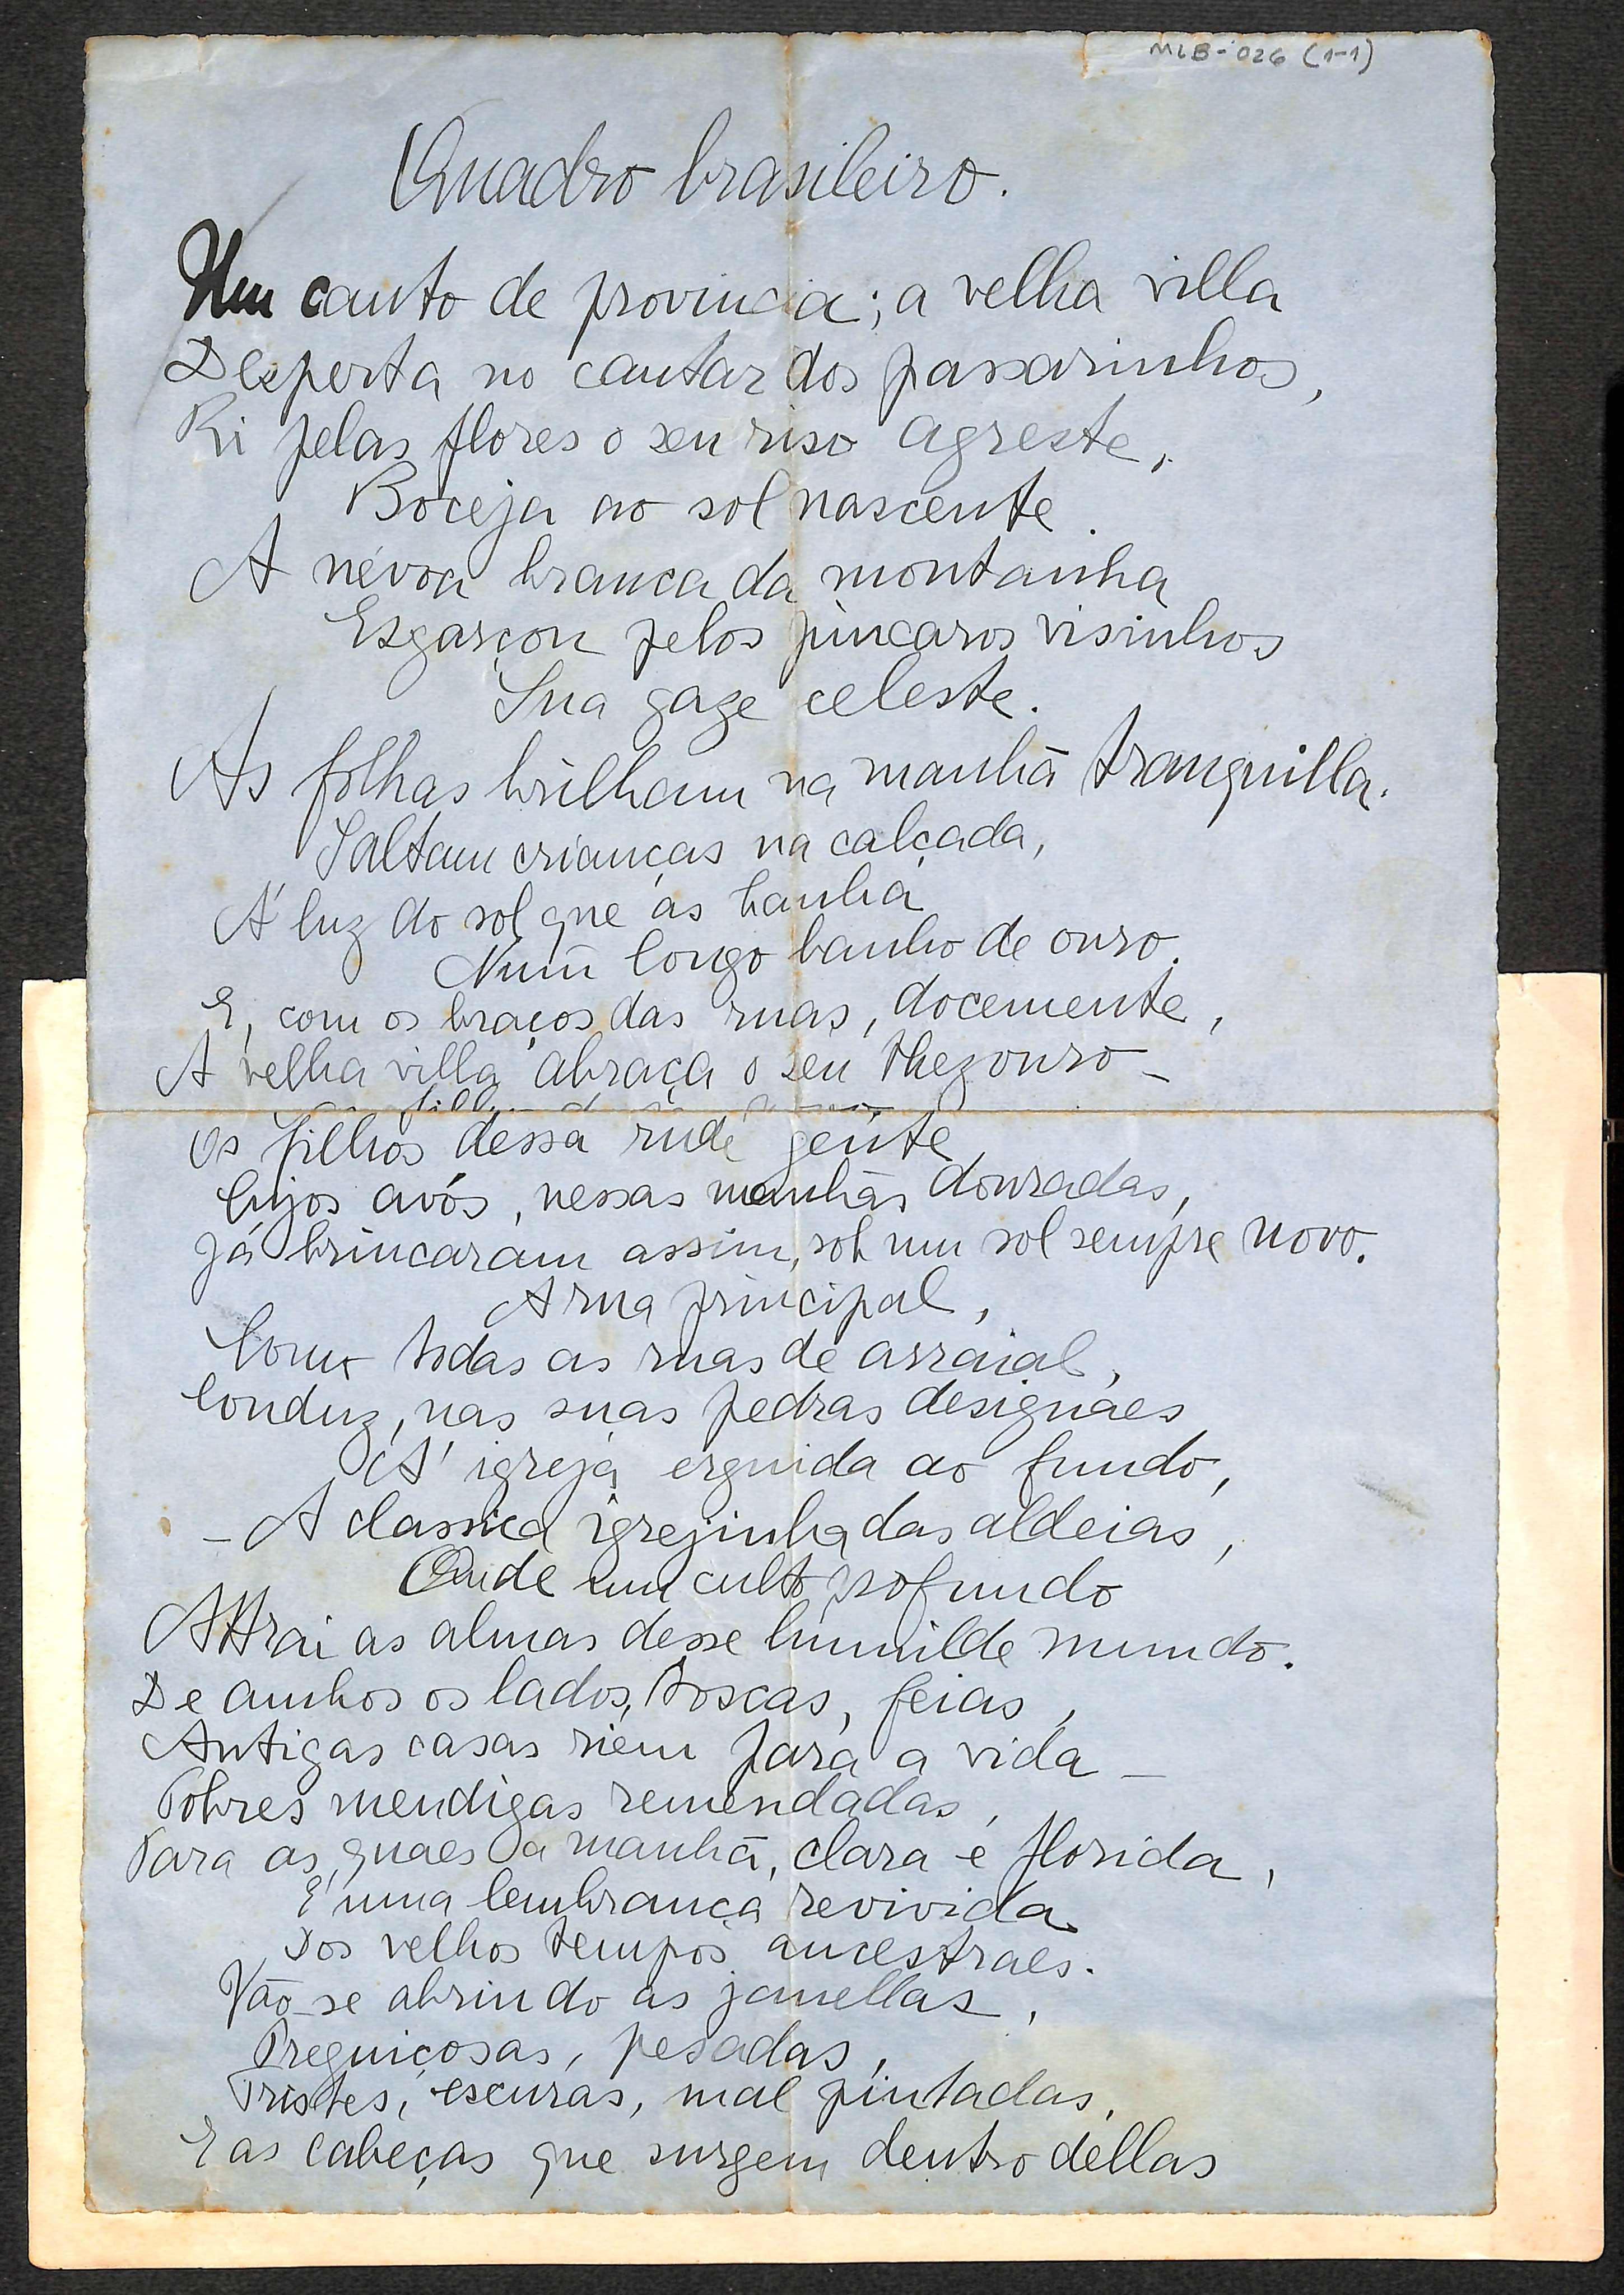 MLB-026 (1-1)
Quadro brasileiro.
Um canto de provincia; a velha villa
Desperta no cantar dos passarinhos,
Ri pelas flores o seu riso agreste,
Boceja ao sol nascente.
A névoa branca da montanha
Esgarçou pelos pincaros visinhos
Sua gaze celeste.
As folhas brilham na manhã tranquilla.
Saltam crianças na calçada,
Á luz do sol que as banha
Num longo banho de ouro.
E, com os braços das ruas, docemente,
A velha villa abraça o seu thezouro –
Os filhos dessa rude gente
Cujos avós, nessas manhãs douradas,
Já brincaram assim, sob um sol sempre novo.
A rua principal,
Como todas as ruas de arraial,
Conduz, nas suas pedras desiguaes
Á igreja erguida ao fundo,
– A classica igrejinha das aldeias,
Onde um culto profundo
Attrai as almas desse humilde mundo.
De ambos os lados, toscas, feias,
Antigas casas riem para a vida –
Pobres mendigas remendadas,
Para as quaes a manhã, clara e florida,
É uma lembrança revivida
Dos velhos tempos ancestraes.
Vão-se abrindo as janellas,
Preguiçosas, pesadas,
Tristes, escuras, mal pintadas,
E as cabeças que surgem dentro dellas